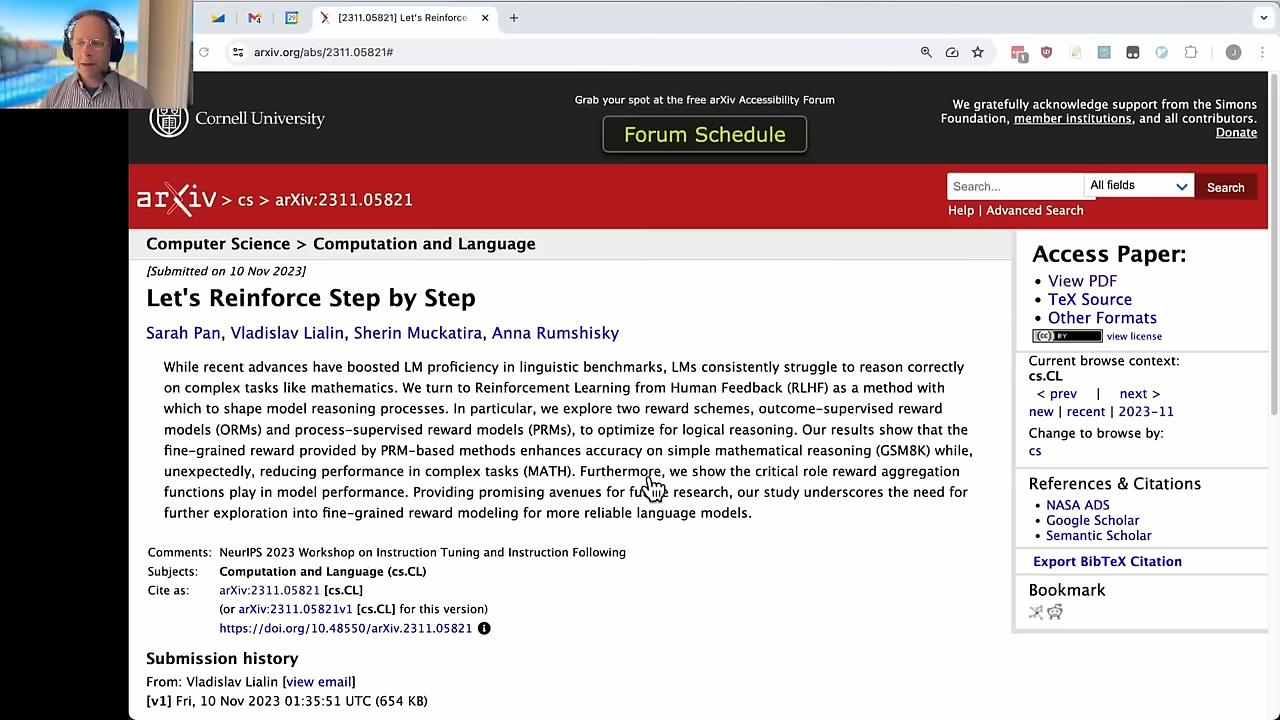 [2311.05821] Let's Reinforce
arxiv.org/abs/2311.05821#
Cornell University
Grab your spot at the free arXiv Accessibility Forum
Forum Schedule
We gratefully acknowledge support from the Simons
Foundation, member institutions, and all contributors.
Donate
arXiv > cs > arXiv:2311.05821
Search...
All fields
Search
Help | Advanced Search
Computer Science > Computation and Language
[Submitted on 10 Nov 2023]
Let's Reinforce Step by Step
Sarah Pan, Vladislav Lialin, Sherin Muckatira, Anna Rumshisky
While recent advances have boosted LM proficiency in linguistic benchmarks, LMs consistently struggle to reason correctly
on complex tasks like mathematics. We turn to Reinforcement Learning from Human Feedback (RLHF) as a method with
which to shape model reasoning processes. In particular, we explore two reward schemes, outcome-supervised reward
models (ORMs) and process-supervised reward models (PRMs), to optimize for logical reasoning. Our results show that the
fine-grained reward provided by PRM-based methods enhances accuracy on simple mathematical reasoning (GSM8K) while,
unexpectedly, reducing performance in complex tasks (MATH). Furthermore, we show the critical role reward aggregation
functions play in model performance. Providing promising avenues for future research, our study underscores the need for
further exploration into fine-grained reward modeling for more reliable language models.
Comments: NeurIPS 2023 Workshop on Instruction Tuning and Instruction Following
Subjects: Computation and Language (cs.CL)
Cite as: arXiv:2311.05821 [cs.CL]
(or arXiv:2311.05821v1 [cs.CL] for this version)
https://doi.org/10.48550/arXiv.2311.05821
Submission history
From: Vladislav Lialin [view email]
[v1] Fri, 10 Nov 2023 01:35:51 UTC (654 KB)
Access Paper:
View PDF
TeX Source
Other Formats
(cc) BY view license
Current browse context:
cs.CL
< prev | next >
new | recent | 2023-11
Change to browse by:
cs
References & Citations
NASA ADS
Google Scholar
Semantic Scholar
Export BibTeX Citation
Bookmark